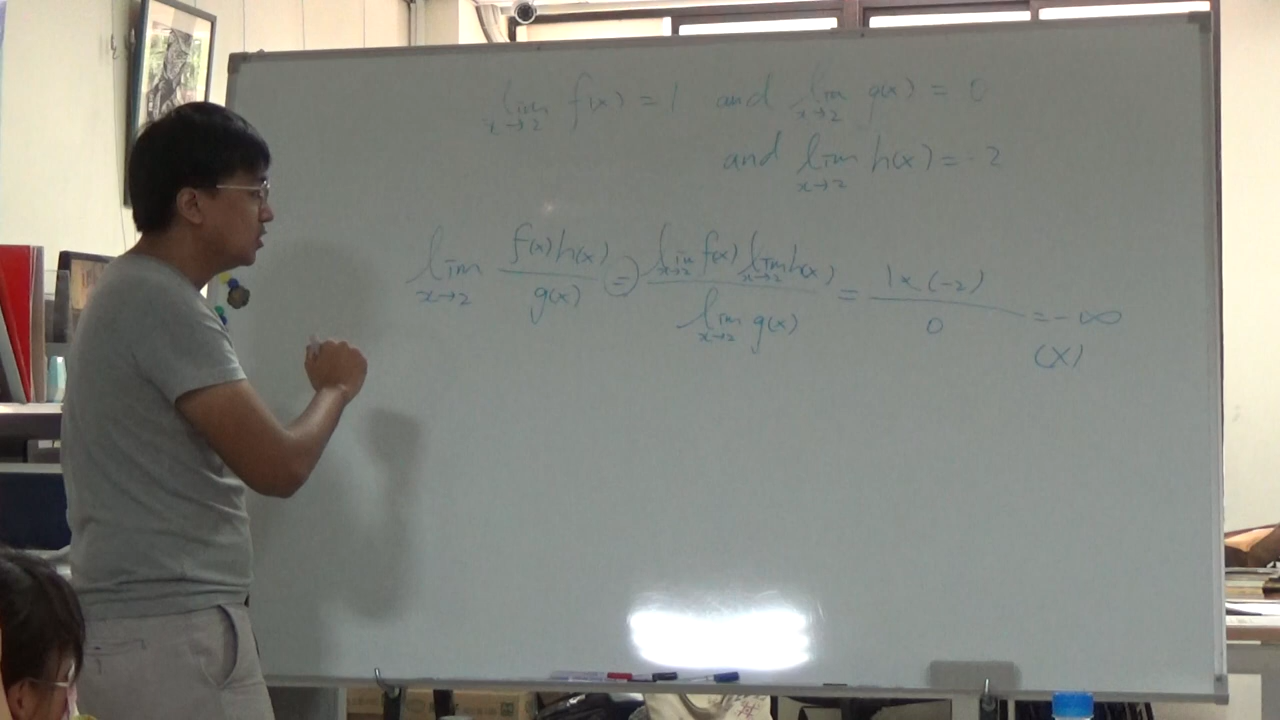 lim x→2 f(x) = 1 and lim x→2 g(x) = 0
and lim x→2 h(x) = -2
lim x→2 f(x)h(x) / g(x) = lim x→2 f(x) lim x→2 h(x) / lim x→2 g(x) = 1×(-2) / 0 = -∞
(X)